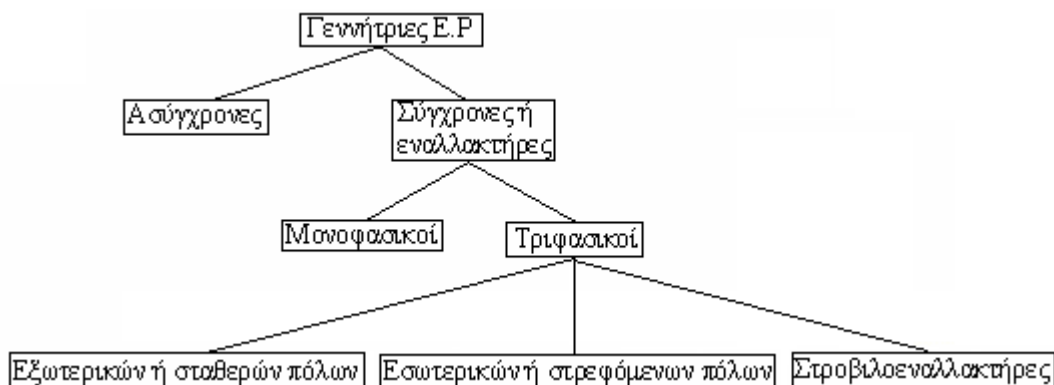 Γεννήτριες Ε.Ρ
Ασύγχρονες
Σύγχρονες ή
εναλλακτήρες
Μονοφασικοί
Τριφασικοί
Εξωτερικών ή σταθερών πόλων
Εσωτερικών ή στρεφόμενων πόλων
Στροβιλοεναλλακτήρες